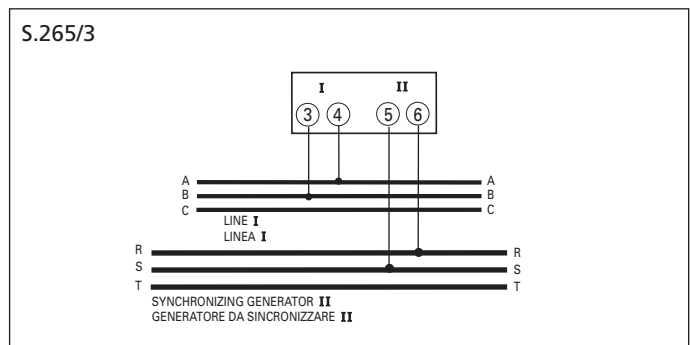 S.265/3
I II
3 4 5 6
A A
B B
C C
LINE I
LINEA I
R R
S S
T T
SYNCHRONIZING GENERATOR II
GENERATORE DA SINCRONIZZARE II